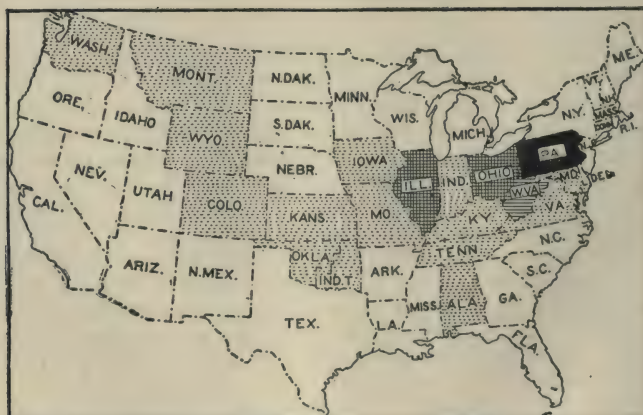 WASH.
MONT.
N.DAK.
MINN.
ORE.
IDAHO
WYO.
S.DAK.
WIS.
MICH.
N.Y.
VT.
N.H.
M.E.
MASS.
R.I.
NEV.
UTAH
COLO.
NEBR.
IOWA
ILL.
IND.
OHIO
PA.
N.J.
DEL.
MD.
CAL.
KANS.
MO.
KY.
W.VA.
VA.
ARIZ.
N.MEX.
OKLA.
IND.T.
ARK.
TENN.
N.C.
S.C.
TEX.
LA.
MISS.
ALA.
GA.
FLA.